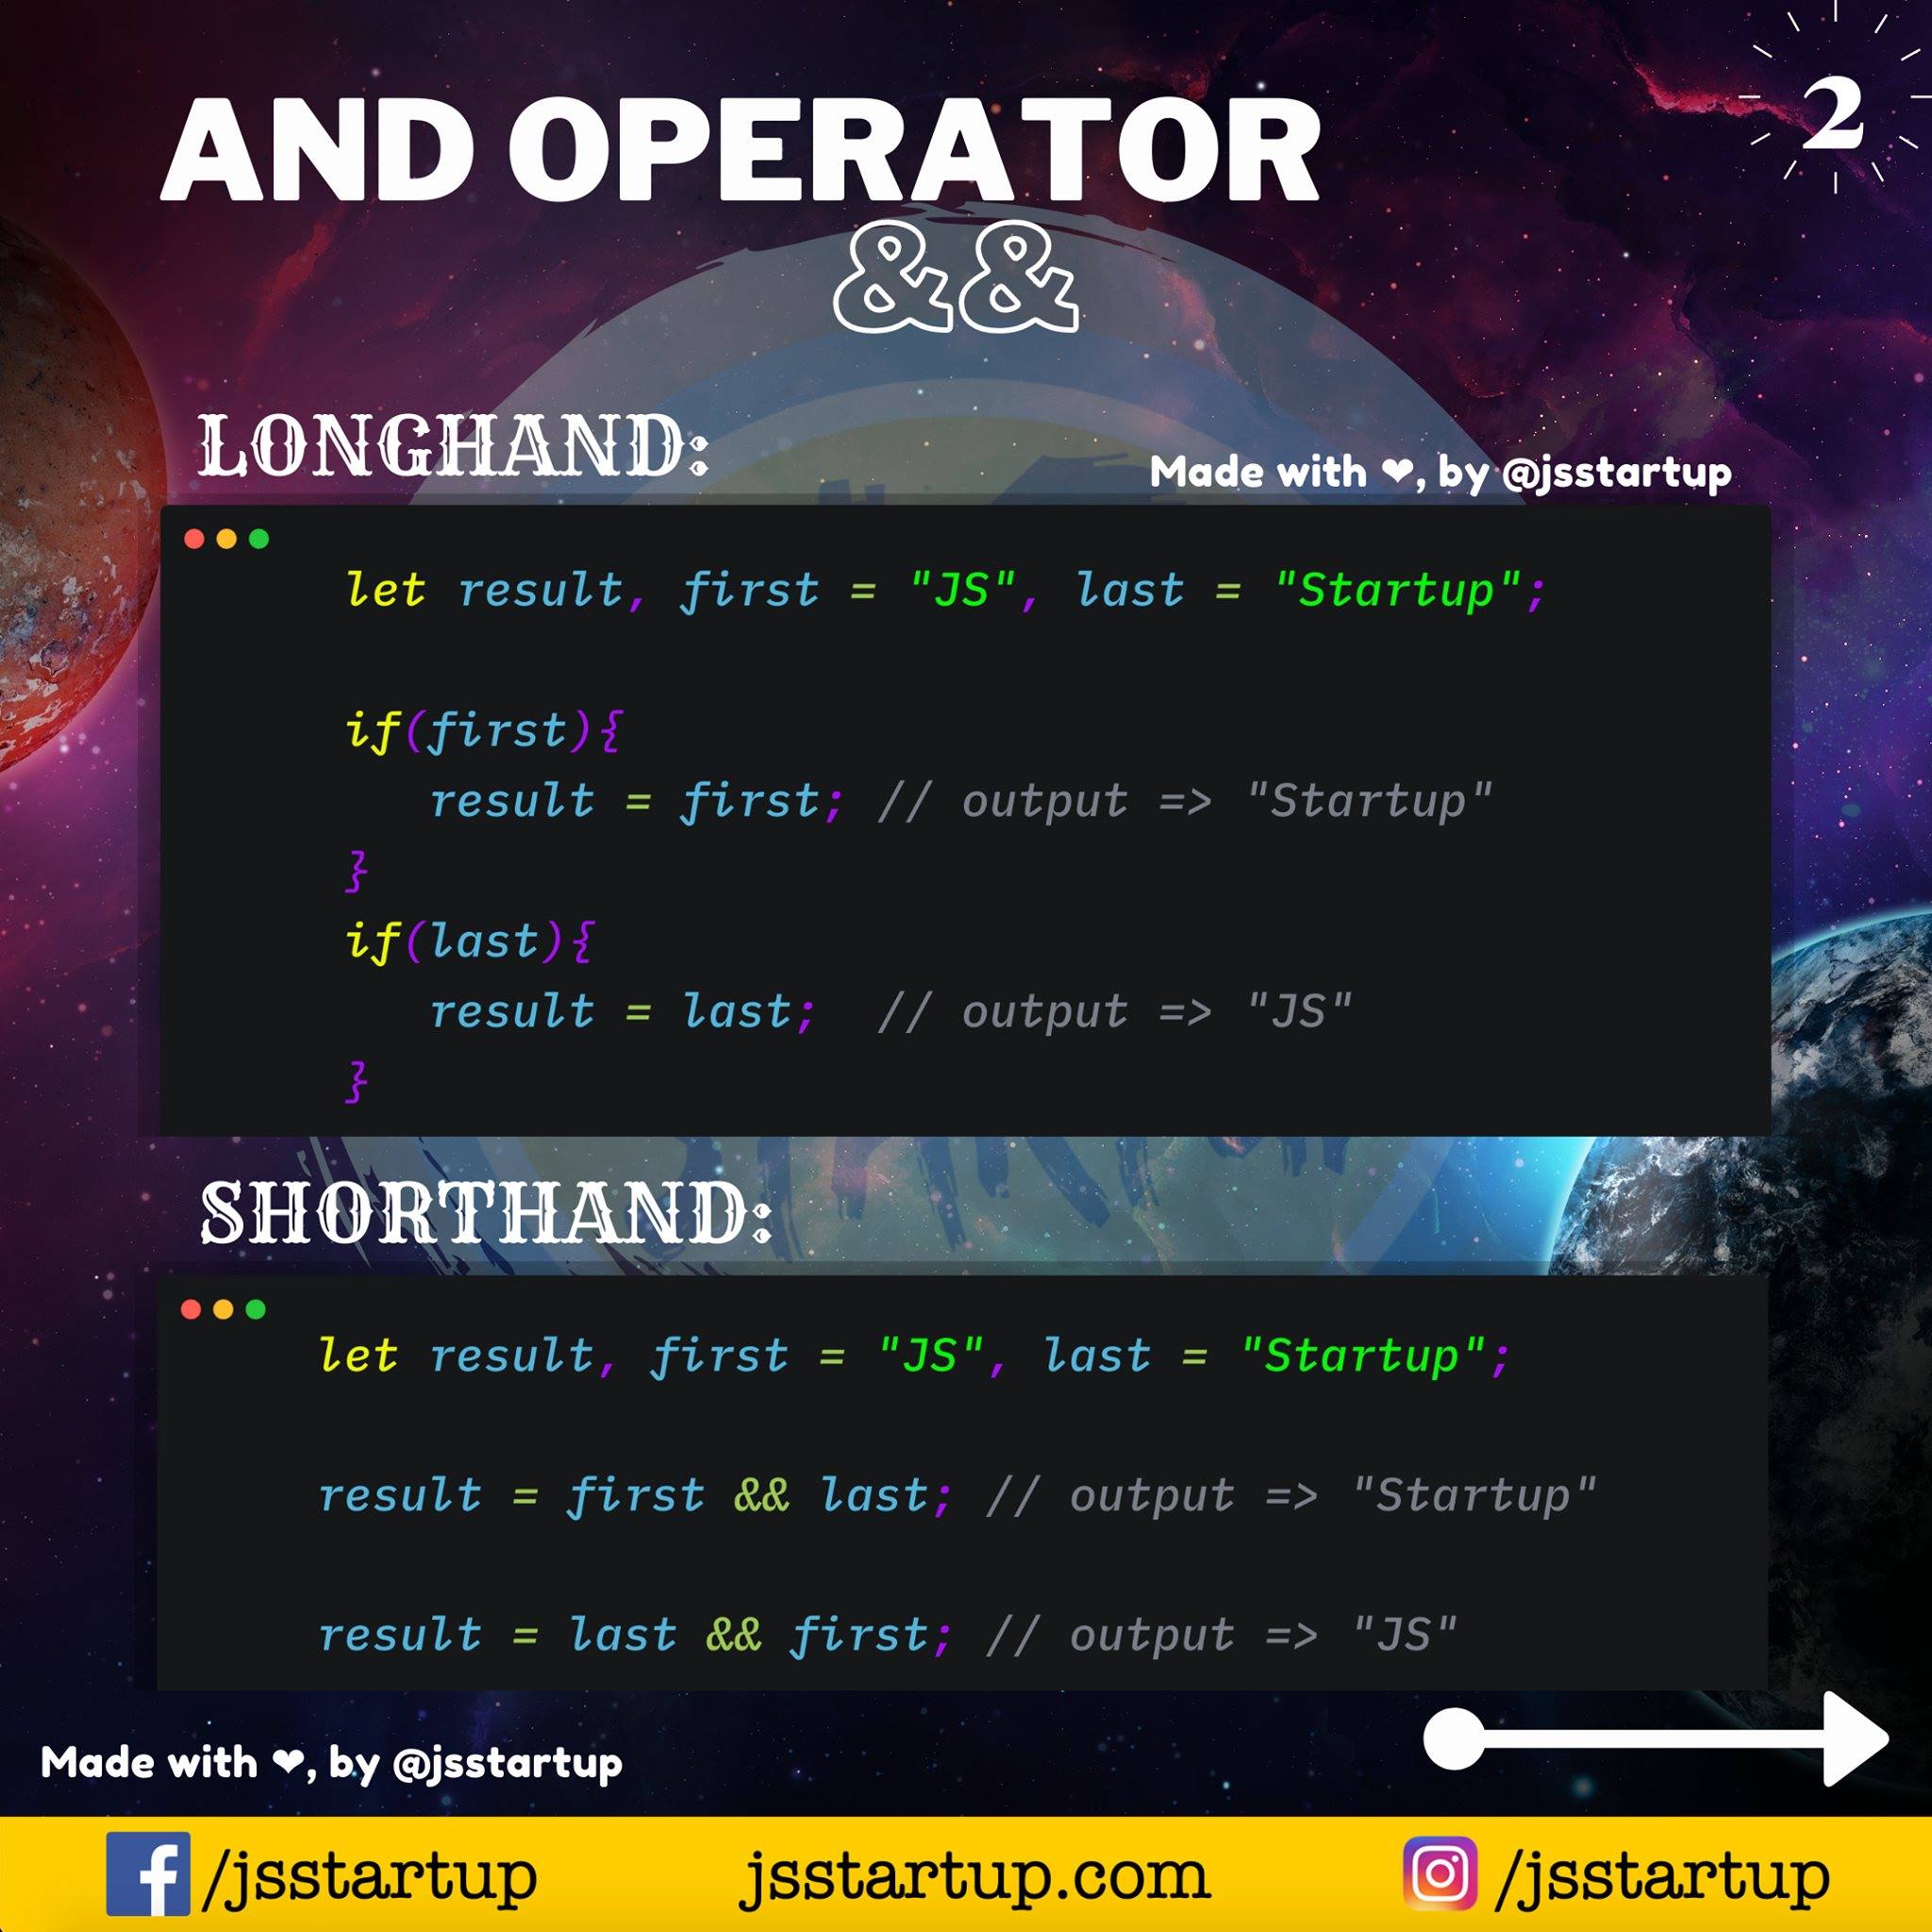 AND OPERATOR
2
&&
LONGHAND:
Made with ❤, by @jsstartup
let result, first = "JS", last = "Startup";
if(first){
result = first; // output => "Startup"
}
if(last){
result = last; // output => "JS"
}
SHORTHAND:
let result, first = "JS", last = "Startup";
result = first && last; // output => "Startup"
result = last && first; // output => "JS"
Made with ❤, by @jsstartup
/jsstartup
jsstartup.com
/jsstartup